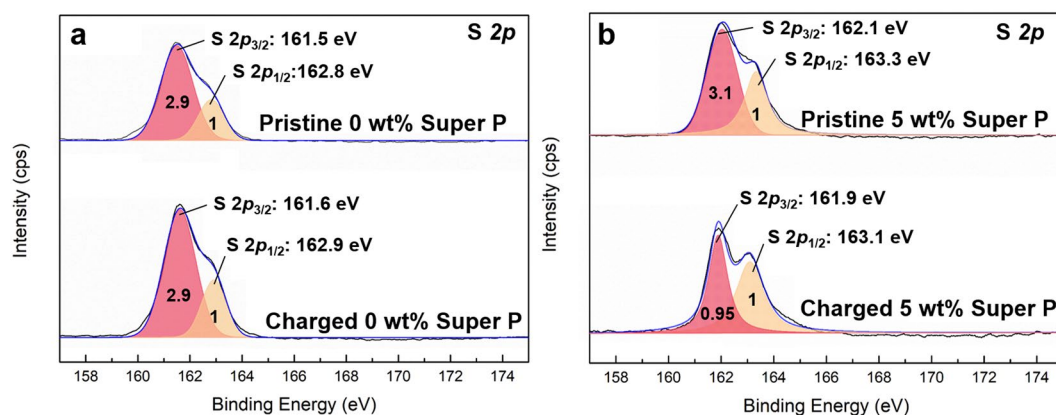 a
S 2p
S 2p3/2: 161.5 eV
S 2p1/2:162.8 eV
2.9
1
Pristine 0 wt% Super P
S 2p3/2: 161.6 eV
S 2p1/2: 162.9 eV
2.9
1
Charged 0 wt% Super P
Intensity (cps)
158 160 162 164 166 168 170 172 174
Binding Energy (eV)
b
S 2p
S 2p3/2: 162.1 eV
S 2p1/2: 163.3 eV
3.1
1
Pristine 5 wt% Super P
S 2p3/2: 161.9 eV
S 2p1/2: 163.1 eV
0.95
1
Charged 5 wt% Super P
Intensity (cps)
158 160 162 164 166 168 170 172 174
Binding Energy (eV)